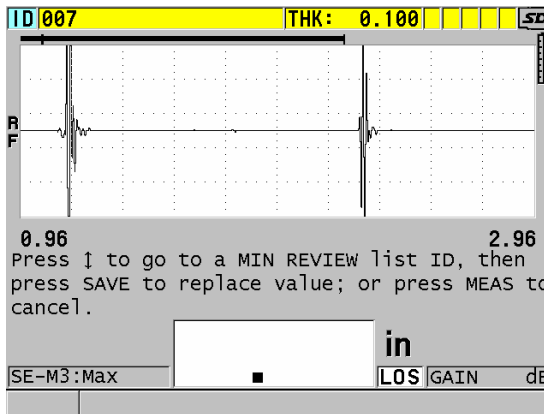 ID 007 THK: 0.100 SD
RF
0.96 2.96
Press ↕ to go to a MIN REVIEW list ID, then
press SAVE to replace value; or press MEAS to
cancel.
in
SE-M3:Max LOS GAIN dB